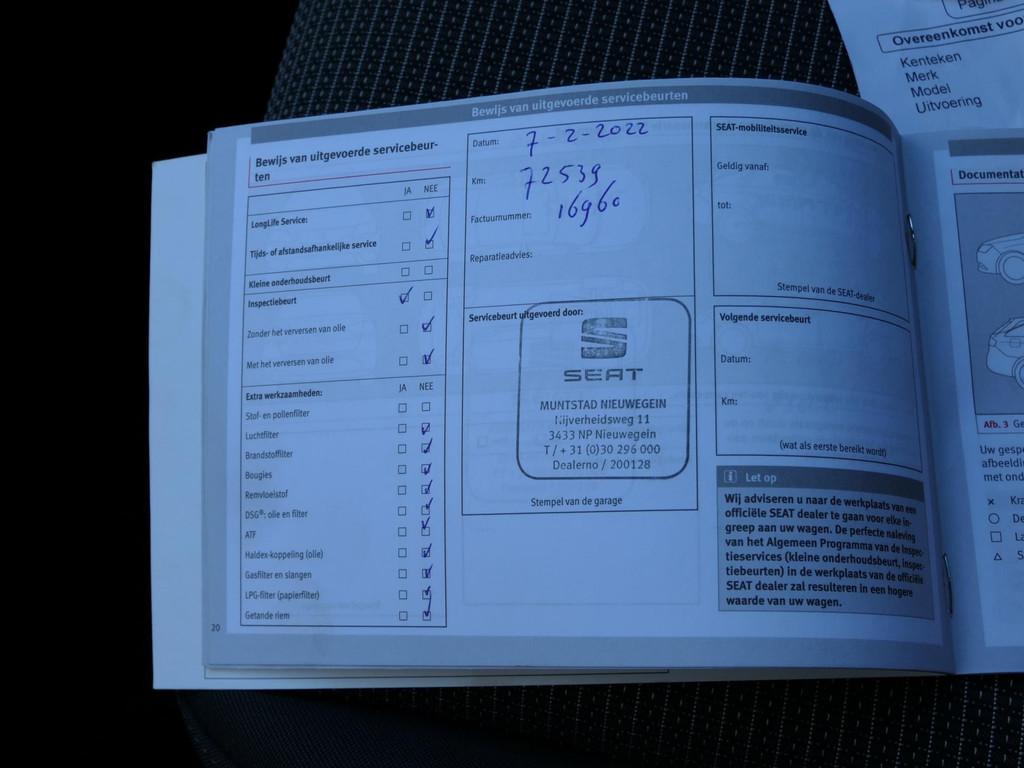 Bewijs van uitgevoerde servicebeurten
Bewijs van uitgevoerde servicebeur-
ten
JA NEE
LongLife Service:
Tijds- of afstandsafhankelijke service
Kleine onderhoudsbeurt
Inspectiebeurt
Zonder het verversen van olie
Met het verversen van olie
Extra werkzaamheden: JA NEE
Stof- en pollenfilter
Luchtfilter
Brandstoffilter
Bougies
Remvloeistof
DSG®: olie en filter
ATF
Haldex-koppeling (olie)
Gasfilter en slangen
LPG-filter (papierfilter)
Getande riem
20
Datum: 7-2-2022
Km: 72539
Factuurnummer: 16960
Reparatieadvies:
Servicebeurt uitgevoerd door:
SEAT
MUNTSTAD NIEUWEGEIN
Nijverheidsweg 11
3433 NP Nieuwegein
T / + 31 (0)30 296 000
Dealerno / 200128
Stempel van de garage
SEAT-mobiliteitsservice
Geldig vanaf:
tot:
Stempel van de SEAT-dealer
Volgende servicebeurt
Datum:
Km:
(wat als eerste bereikt wordt)
i Let op
Wij adviseren u naar de werkplaats van een
officiële SEAT dealer te gaan voor elke in-
greep aan uw wagen. De perfecte naleving
van het Algemeen Programma van de Inspec-
tieservices (kleine onderhoudsbeurt, inspec-
tiebeurten) in de werkplaats van de officiële
SEAT dealer zal resulteren in een hogere
waarde van uw wagen.
Pagina
Overeenkomst voo
Kenteken
Merk
Model
Uitvoering
Documentat
Afb. 3 Ge
Uw gespe
afbeeldin
met ond
Kra
De
La
S